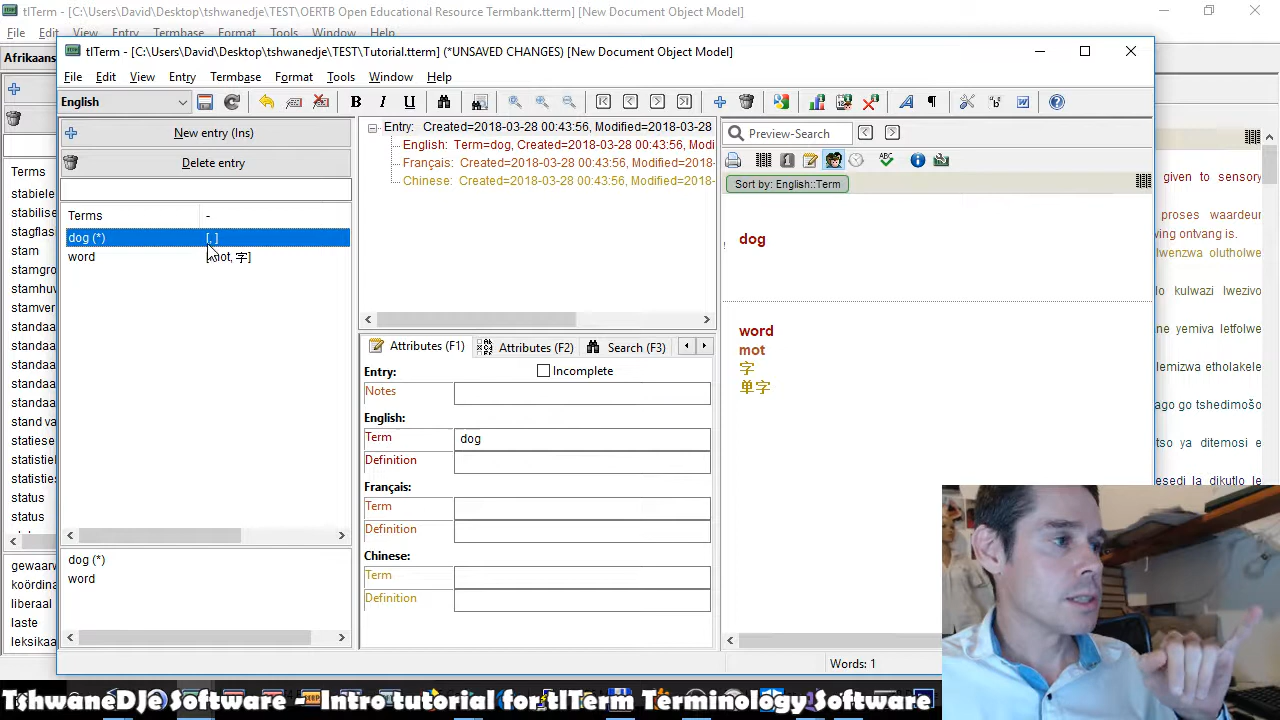 tlTerm - [C:\Users\David\Desktop\tshwanedje\TEST\OERTB Open Educational Resource Termbank.tterm] [New Document Object Model]
File Edit View Entry Termbase Format Tools Window Help
Afrikaans
Terms
stabiele
stabilise
stagflas
stam
stamgro
stamhu
stamver
standaa
standaa
standaa
standaa
standaa
standaa
standaa
stand va
statiese
statistiel
statisties
status
status
gewaarv
koördina
liberaal
laste
leksikaa
tlTerm - [C:\Users\David\Desktop\tshwanedje\TEST\Tutorial.tterm] (*UNSAVED CHANGES) [New Document Object Model]
File Edit View Entry Termbase Format Tools Window Help
English
B I U
New entry (Ins)
Delete entry
Terms -
dog (*) [, ]
word [mot, 字]
dog (*)
word
Entry: Created=2018-03-28 00:43:56, Modified=2018-03-28
English: Term=dog, Created=2018-03-28 00:43:56, Modi
Français: Created=2018-03-28 00:43:56, Modified=2018-
Chinese: Created=2018-03-28 00:43:56, Modified=2018-
Attributes (F1) Attributes (F2) Search (F3)
Entry: Incomplete
Notes
English:
Term dog
Definition
Français:
Term
Definition
Chinese:
Term
Definition
Preview-Search
Sort by: English::Term
dog
word
mot
字
单字
Words: 1
given to sensory
proses waardeur
ving ontvang is.
wenzwa olutholwe
kulwazi lwezivo
ne yemiva letfolwe
lemizwa etholakele
ago go tshedimošo
tso ya ditemosi e
sesedi la dikutlo le
TshwaneDJe Software - Intro tutorial for tlTerm Terminology Software